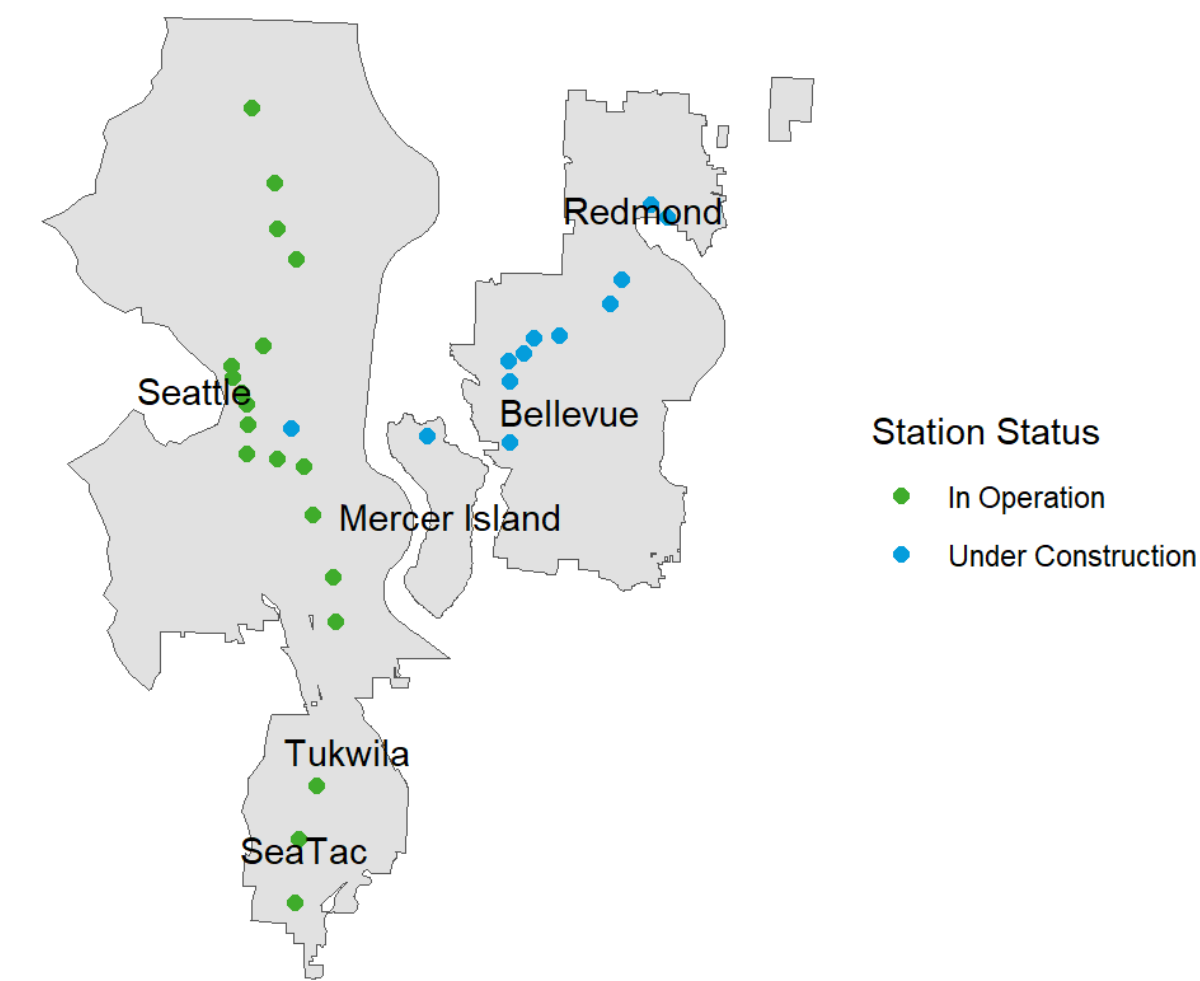 Redmond
Seattle
Bellevue
Mercer Island
Tukwila
SeaTac
Station Status
In Operation
Under Construction